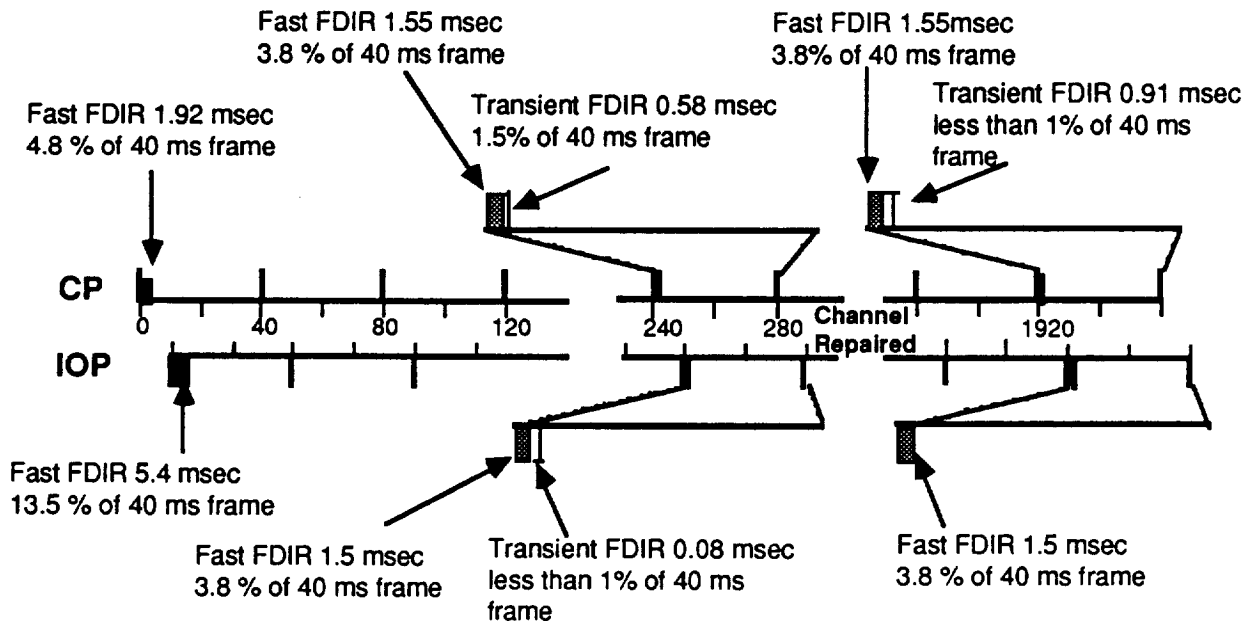 Fast FDIR 1.55 msec
3.8 % of 40 ms frame
Fast FDIR 1.55msec
3.8% of 40 ms frame
Fast FDIR 1.92 msec
4.8 % of 40 ms frame
Transient FDIR 0.58 msec
1.5% of 40 ms frame
Transient FDIR 0.91 msec
less than 1% of 40 ms
frame
CP
0
40
80
120
240
280
Channel
Repaired
1920
IOP
Fast FDIR 5.4 msec
13.5 % of 40 ms frame
Fast FDIR 1.5 msec
3.8 % of 40 ms frame
Transient FDIR 0.08 msec
less than 1% of 40 ms
frame
Fast FDIR 1.5 msec
3.8 % of 40 ms frame